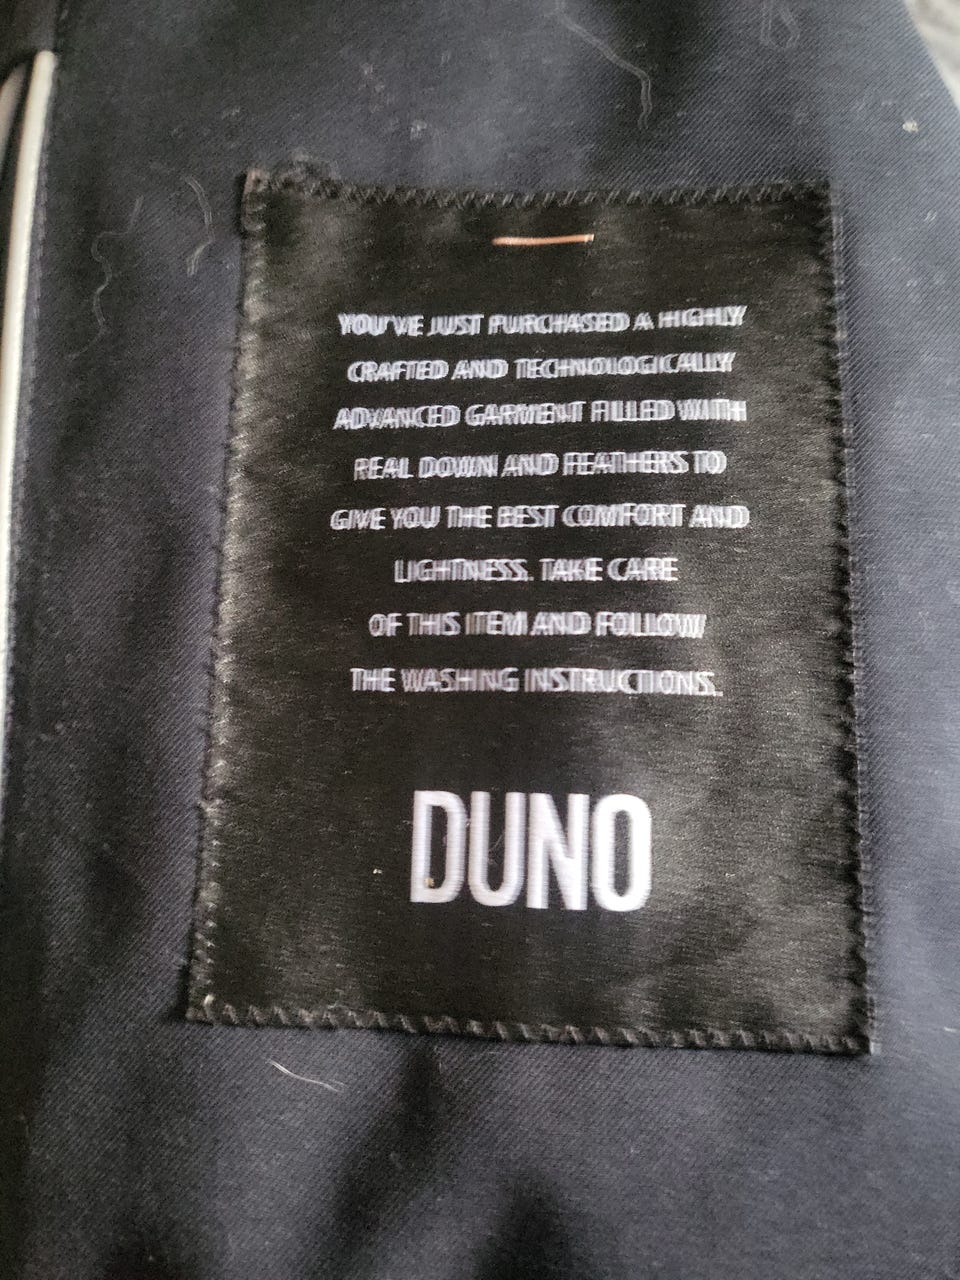 YOU'VE JUST PURCHASED A HIGHLY
CRAFTED AND TECHNOLOGICALLY
ADVANCED GARMENT FILLED WITH
REAL DOWN AND FEATHERS TO
GIVE YOU THE BEST COMFORT AND
LIGHTNESS. TAKE CARE
OF THIS ITEM AND FOLLOW
THE WASHING INSTRUCTIONS.
DUNO